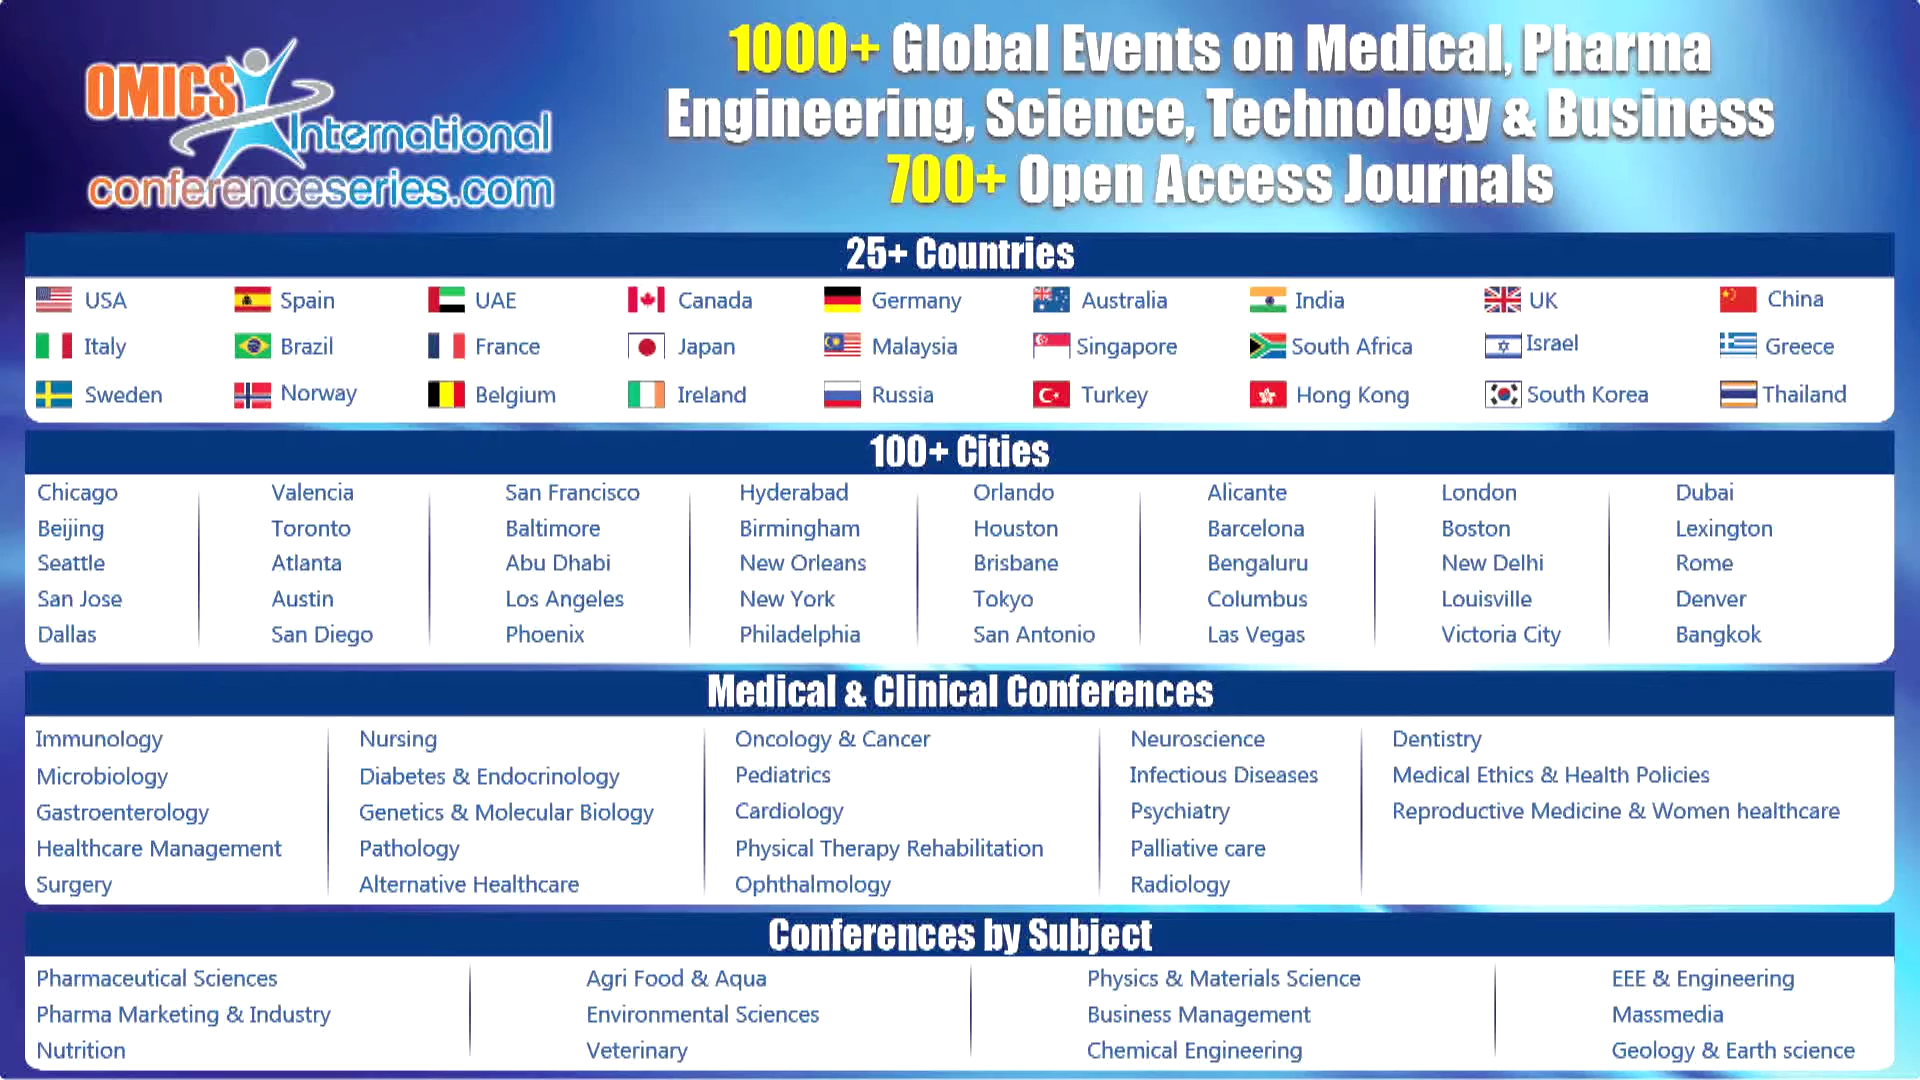 OMICS
International
conferenceseries.com
1000+ Global Events on Medical, Pharma
Engineering, Science, Technology & Business
700+ Open Access Journals
25+ Countries
USA Spain UAE Canada Germany Australia India UK China
Italy Brazil France Japan Malaysia Singapore South Africa Israel Greece
Sweden Norway Belgium Ireland Russia Turkey Hong Kong South Korea Thailand
100+ Cities
Chicago Valencia San Francisco Hyderabad Orlando Alicante London Dubai
Beijing Toronto Baltimore Birmingham Houston Barcelona Boston Lexington
Seattle Atlanta Abu Dhabi New Orleans Brisbane Bengaluru New Delhi Rome
San Jose Austin Los Angeles New York Tokyo Columbus Louisville Denver
Dallas San Diego Phoenix Philadelphia San Antonio Las Vegas Victoria City Bangkok
Medical & Clinical Conferences
Immunology Nursing Oncology & Cancer Neuroscience Dentistry
Microbiology Diabetes & Endocrinology Pediatrics Infectious Diseases Medical Ethics & Health Policies
Gastroenterology Genetics & Molecular Biology Cardiology Psychiatry Reproductive Medicine & Women healthcare
Healthcare Management Pathology Physical Therapy Rehabilitation Palliative care
Surgery Alternative Healthcare Ophthalmology Radiology
Conferences by Subject
Pharmaceutical Sciences Agri Food & Aqua Physics & Materials Science EEE & Engineering
Pharma Marketing & Industry Environmental Sciences Business Management Massmedia
Nutrition Veterinary Chemical Engineering Geology & Earth science